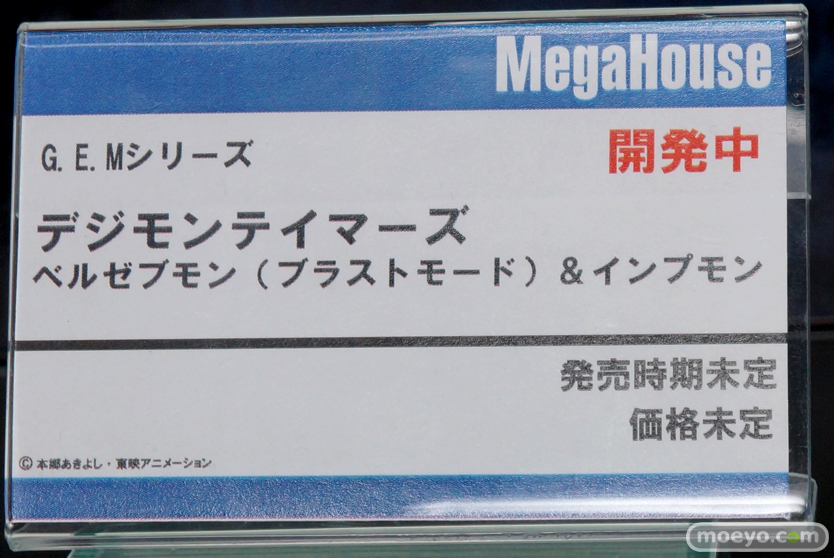 MegaHouse
G.E.Mシリーズ
開発中
デジモンテイマーズ
ベルゼブモン（ブラストモード）＆インプモン
発売時期未定
価格未定
© 本郷あきよし・東映アニメーション
moeyo.com